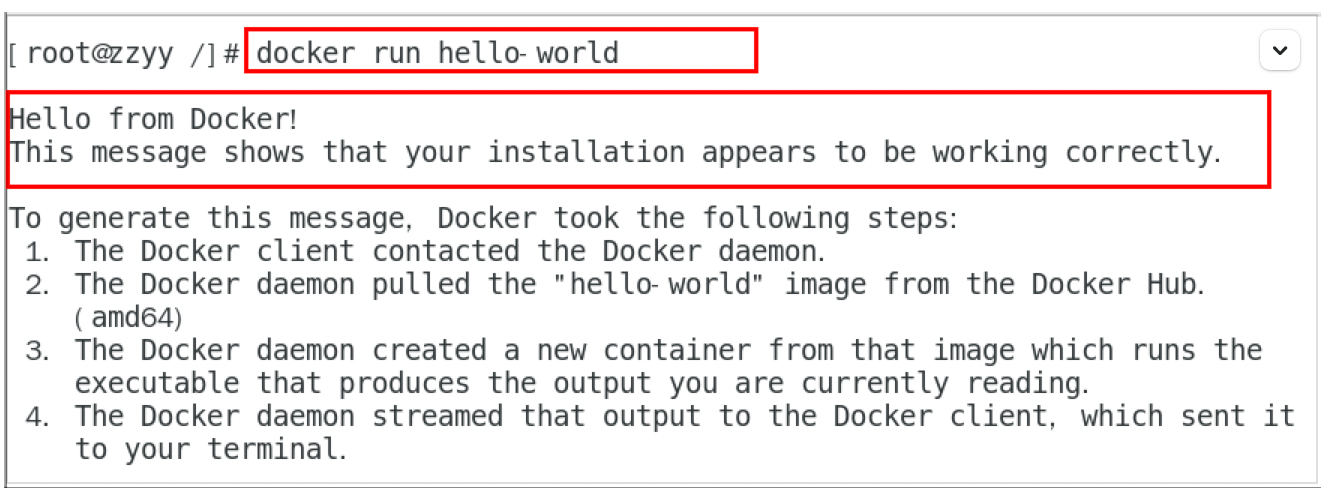 [root@zzyy /]# docker run hello-world
Hello from Docker!
This message shows that your installation appears to be working correctly.
To generate this message, Docker took the following steps:
1. The Docker client contacted the Docker daemon.
2. The Docker daemon pulled the "hello-world" image from the Docker Hub.
(amd64)
3. The Docker daemon created a new container from that image which runs the
executable that produces the output you are currently reading.
4. The Docker daemon streamed that output to the Docker client, which sent it
to your terminal.